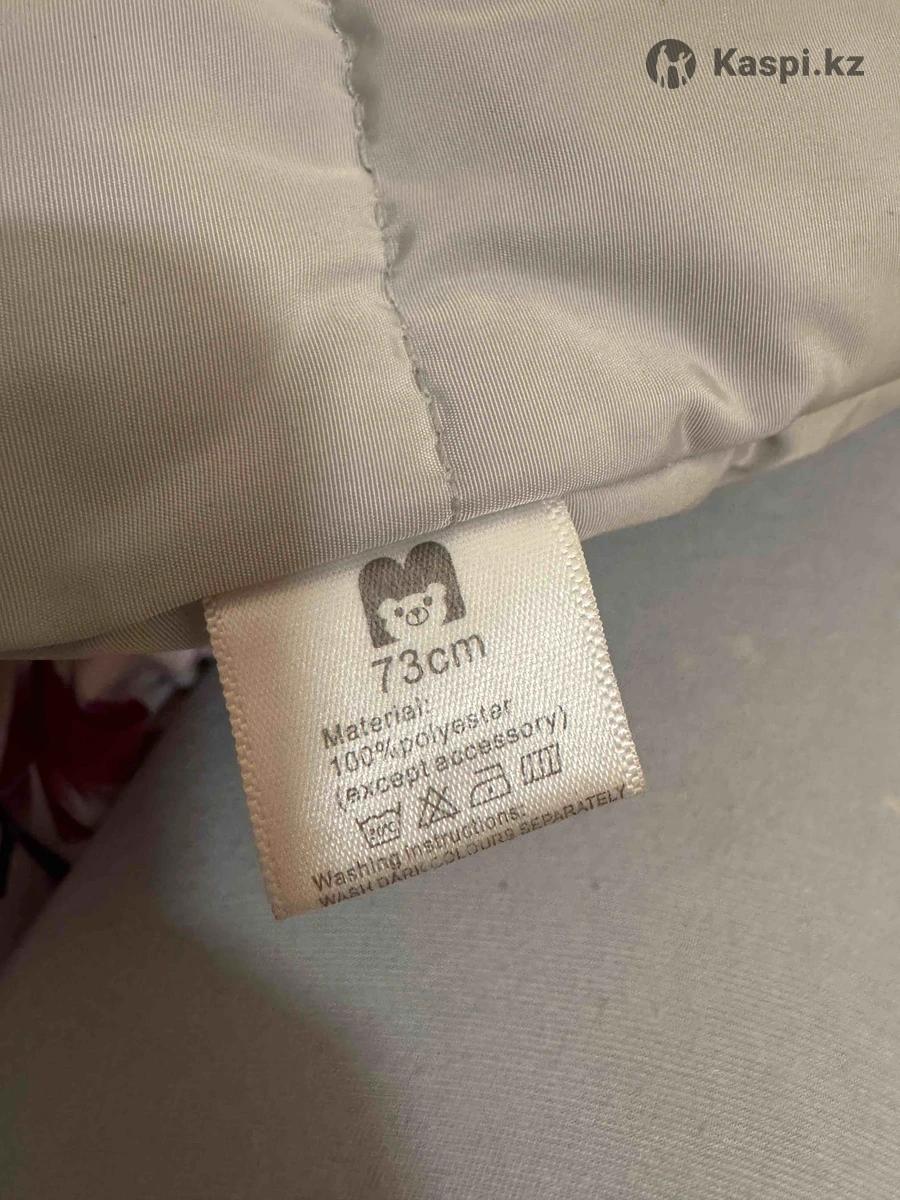 Kaspi.kz
73cm
Material:
100%polyester
(except accessory)
Washing instructions:
WASH DARK COLOURS SEPARATELY